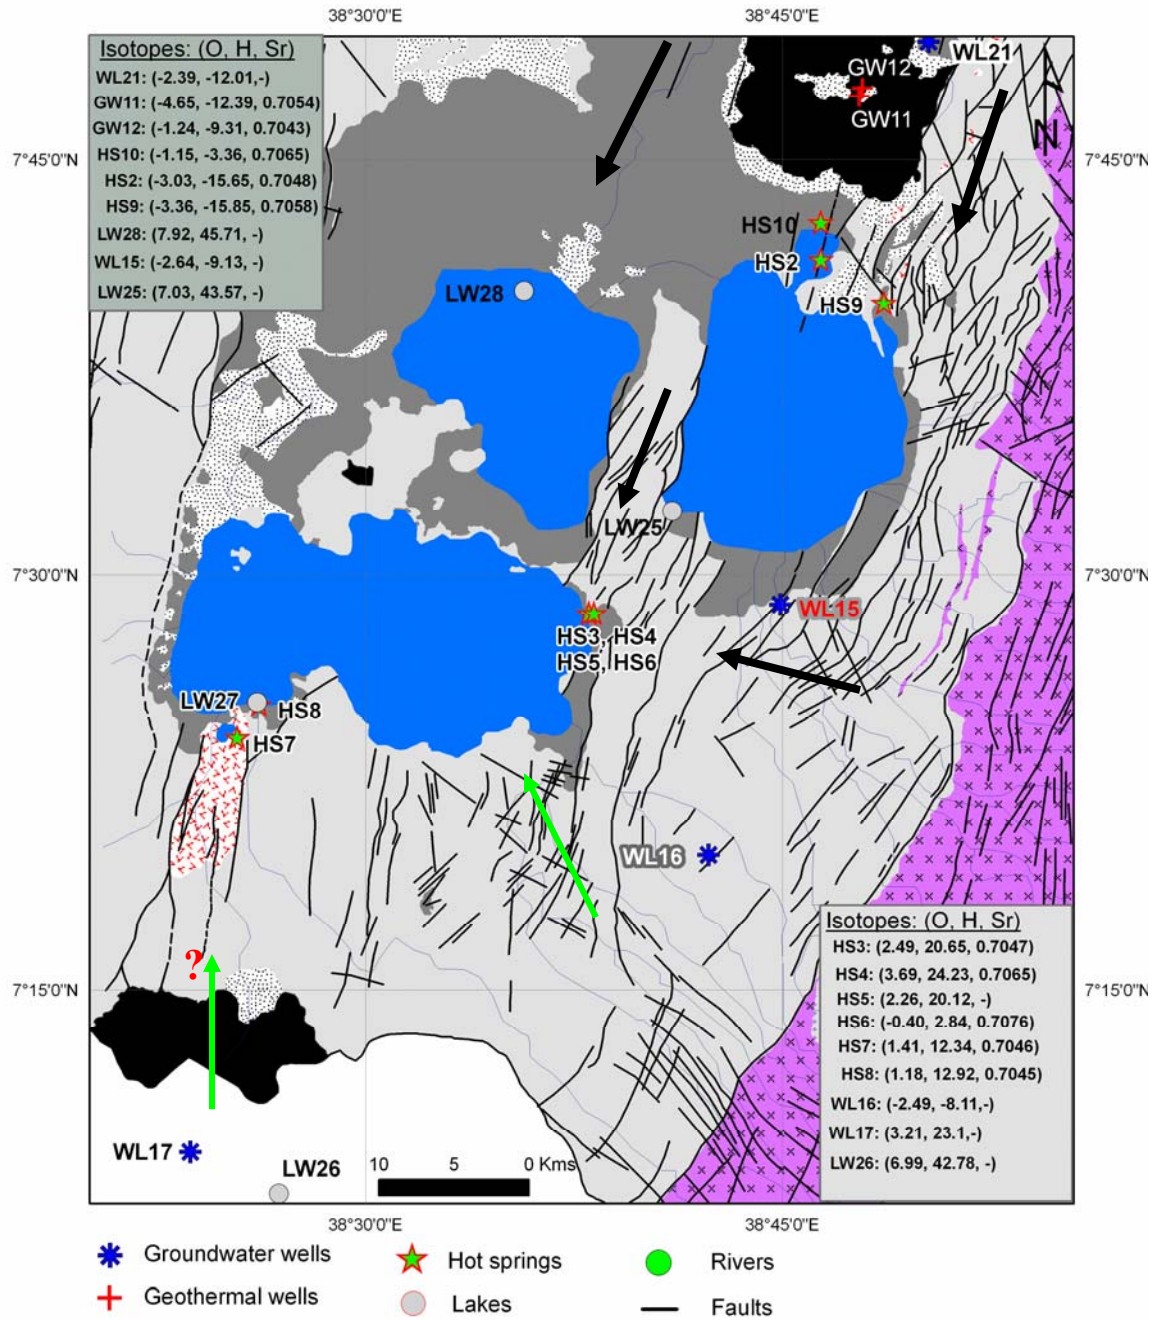 38°30'0"E 38°45'0"E
Isotopes: (O, H, Sr)
WL21: (-2.39, -12.01,-)
GW11: (-4.65, -12.39, 0.7054)
GW12: (-1.24, -9.31, 0.7043)
HS10: (-1.15, -3.36, 0.7065)
HS2: (-3.03, -15.65, 0.7048)
HS9: (-3.36, -15.85, 0.7058)
LW28: (7.92, 45.71, -)
WL15: (-2.64, -9.13, -)
LW25: (7.03, 43.57, -)
WL21
GW12
GW11
N
7°45'0"N 7°45'0"N
HS10
HS2
LW28
HS9
LW25
7°30'0"N 7°30'0"N
WL15
HS3, HS4
HS5, HS6
LW27
HS8
HS7
WL16
?
7°15'0"N 7°15'0"N
Isotopes: (O, H, Sr)
HS3: (2.49, 20.65, 0.7047)
HS4: (3.69, 24.23, 0.7065)
HS5: (2.26, 20.12, -)
HS6: (-0.40, 2.84, 0.7076)
HS7: (1.41, 12.34, 0.7046)
HS8: (1.18, 12.92, 0.7045)
WL16: (-2.49, -8.11,-)
WL17: (3.21, 23.1,-)
LW26: (6.99, 42.78, -)
WL17
LW26
10 5 0 Kms
38°30'0"E 38°45'0"E
Groundwater wells Hot springs Rivers
Geothermal wells Lakes Faults